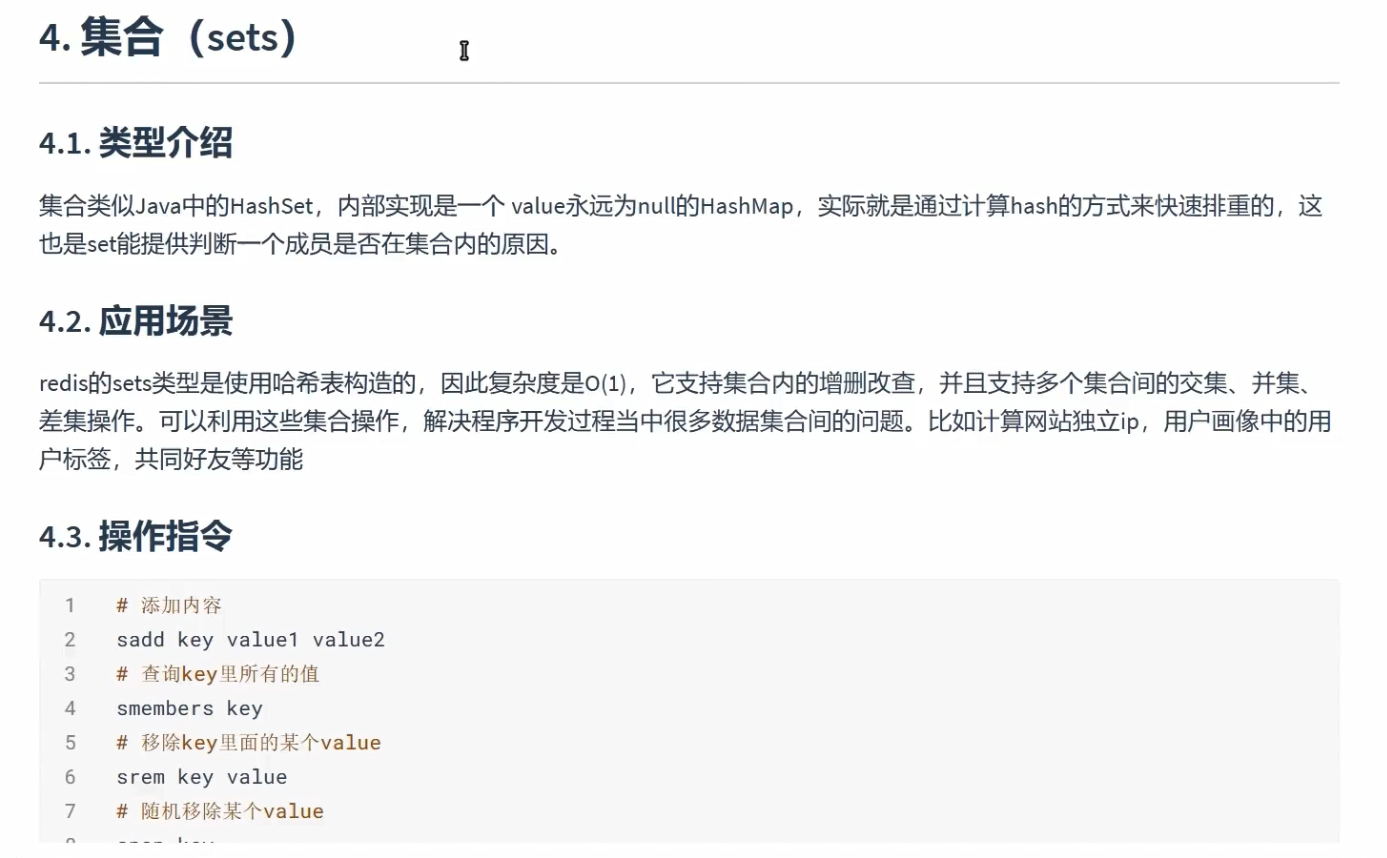 4. 集合（sets）
4.1. 类型介绍
集合类似Java中的HashSet，内部实现是一个 value永远为null的HashMap，实际就是通过计算hash的方式来快速排重的，这
也是set能提供判断一个成员是否在集合内的原因。
4.2. 应用场景
redis的sets类型是使用哈希表构造的，因此复杂度是O(1)，它支持集合内的增删改查，并且支持多个集合间的交集、并集、
差集操作。可以利用这些集合操作，解决程序开发过程当中很多数据集合间的问题。比如计算网站独立ip，用户画像中的用
户标签，共同好友等功能
4.3. 操作指令
1 # 添加内容
2 sadd key value1 value2
3 # 查询key里所有的值
4 smembers key
5 # 移除key里面的某个value
6 srem key value
7 # 随机移除某个value